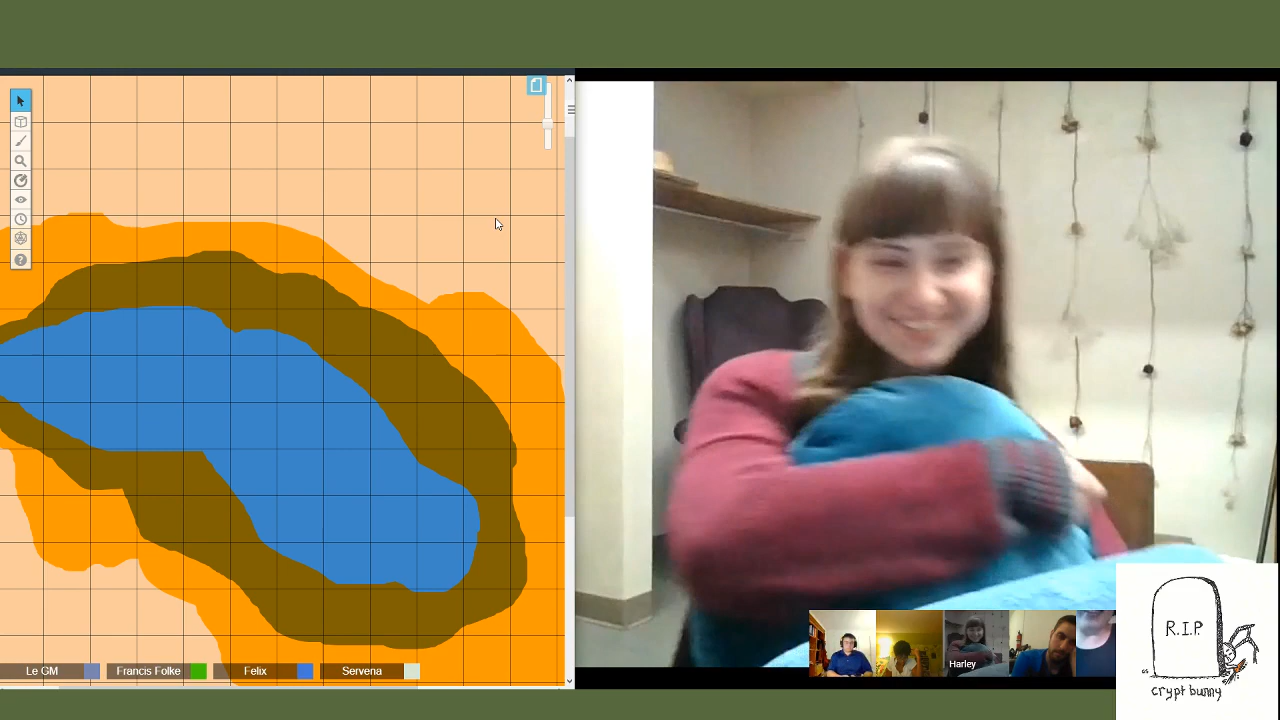 Le GM
Francis Folke
Felix
Servena
Harley
R.I.P.
crypt bunny